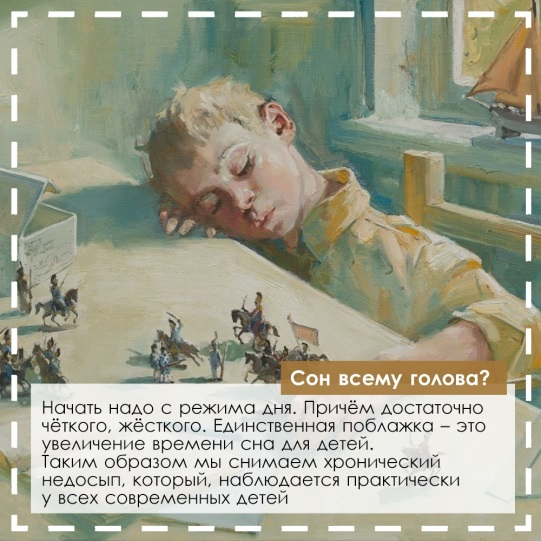 Сон всему голова?
Начать надо с режима дня. Причём достаточно
чёткого, жёсткого. Единственная поблажка – это
увеличение времени сна для детей.
Таким образом мы снимаем хронический
недосып, который, наблюдается практически
у всех современных детей